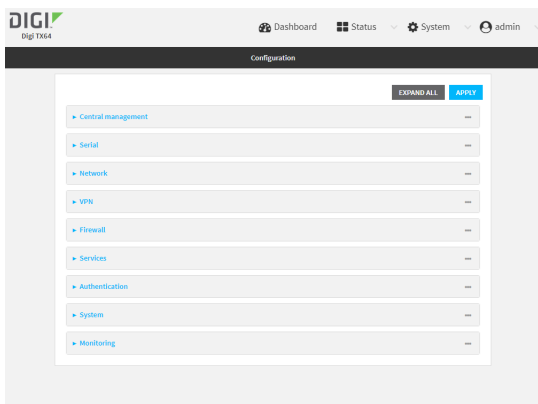 DIGI
Digi TX64
Dashboard Status System admin
Configuration
EXPAND ALL APPLY
Central management
Serial
Network
VPN
Firewall
Services
Authentication
System
Monitoring